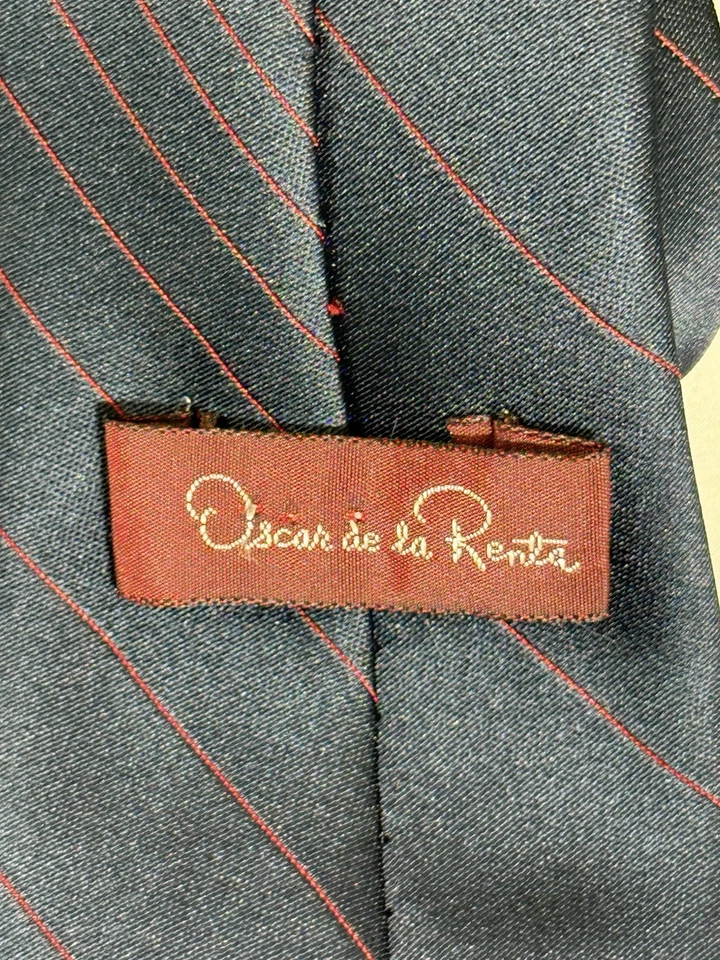 Oscar de la Renta